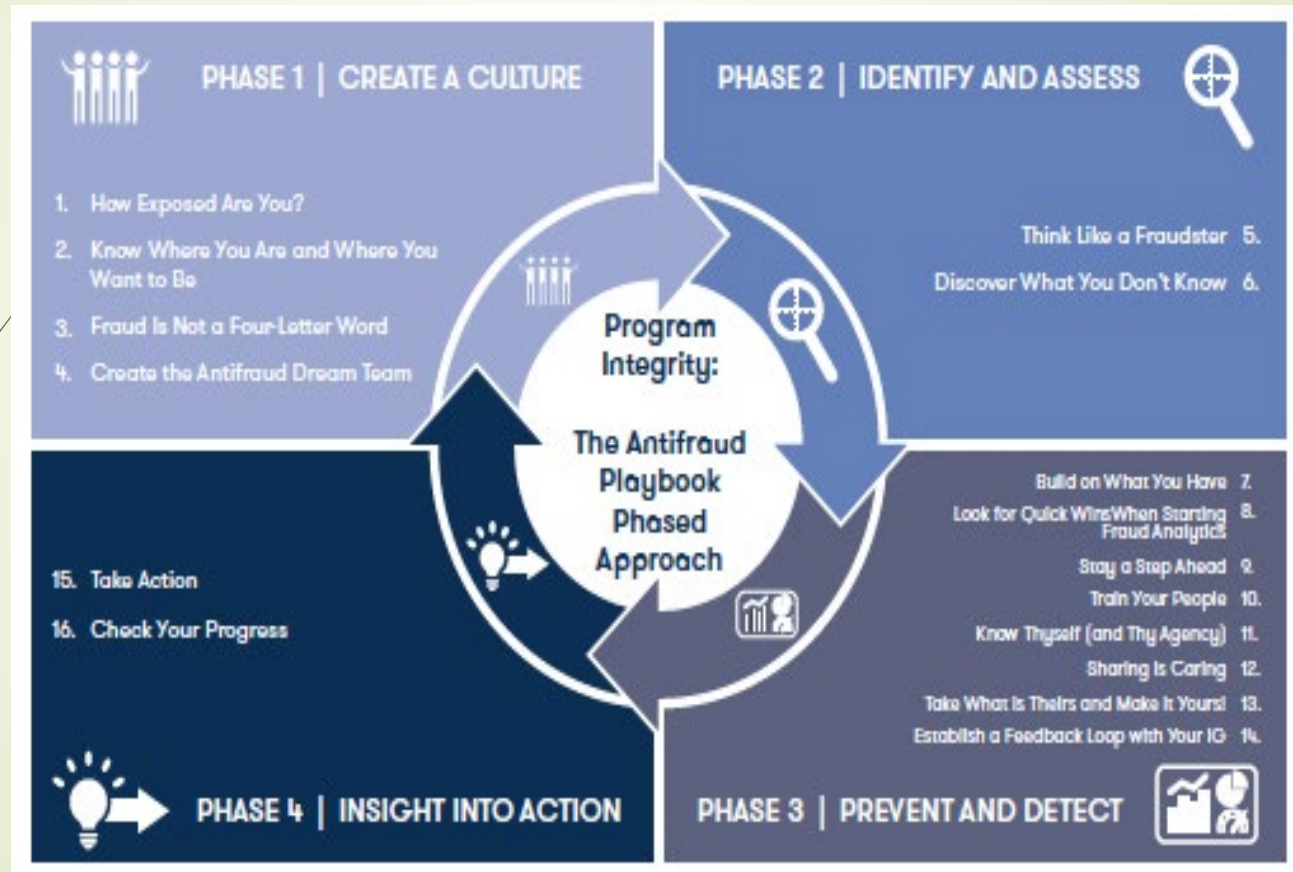 PHASE 1 | CREATE A CULTURE
1. How Exposed Are You?
2. Know Where You Are and Where You
Want to Be
3. Fraud Is Not a Four-Letter Word
4. Create the Antifraud Dream Team
PHASE 2 | IDENTIFY AND ASSESS
Think Like a Fraudster 5.
Discover What You Don't Know 6.
Program
Integrity:
The Antifraud
Playbook
Phased
Approach
Build on What You Have 7.
Look for Quick Wins When Starting 8.
Fraud Analytics
Stay a Step Ahead 9.
Train Your People 10.
Know Thyself (and Thy Agency) 11.
Sharing Is Caring 12.
Take What Is Theirs and Make It Yours! 13.
Establish a Feedback Loop with Your IG 14.
PHASE 3 | PREVENT AND DETECT
15. Take Action
16. Check Your Progress
PHASE 4 | INSIGHT INTO ACTION